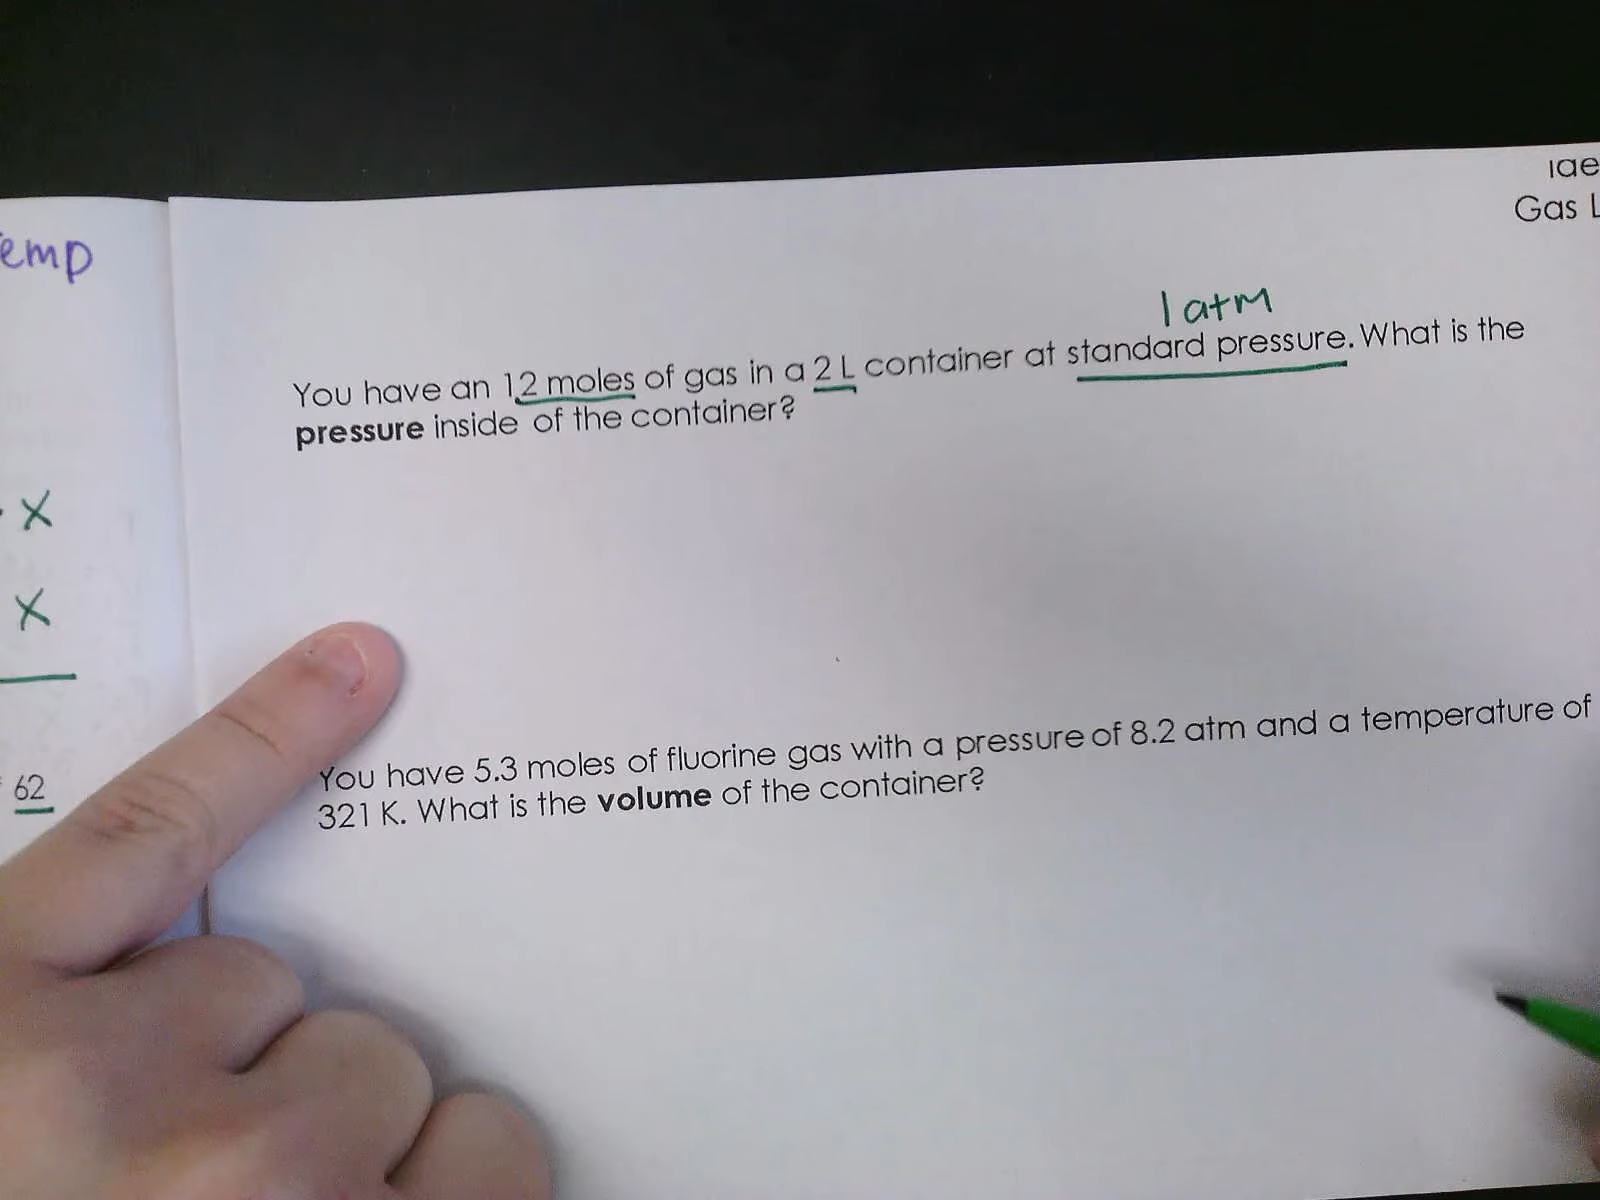 Gas
emp
1 atm
You have an 12 moles of gas in a 2 L container at standard pressure. What is the
pressure inside of the container?
X
X
62
You have 5.3 moles of fluorine gas with a pressure of 8.2 atm and a temperature of
321 K. What is the volume of the container?